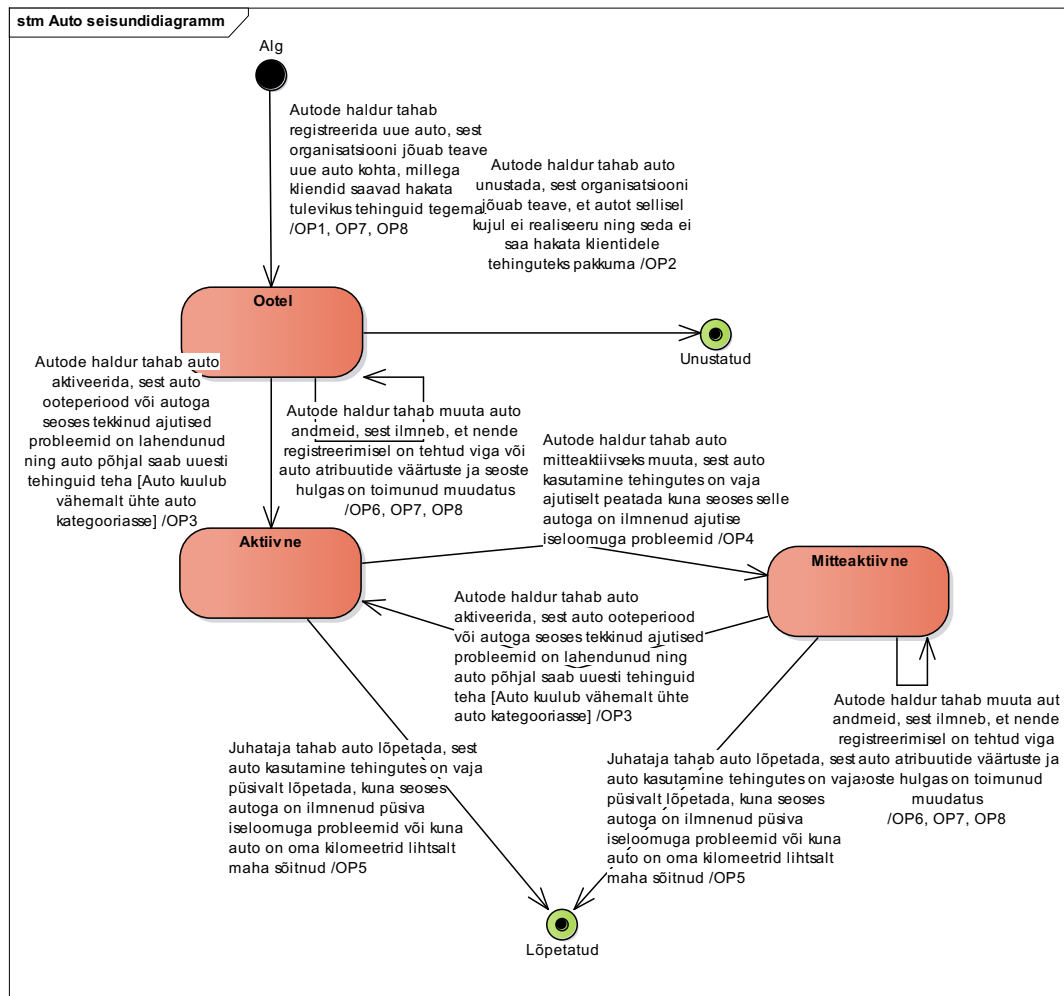 stm Auto seisundidiagramm
Alg
Autode haldur tahab
registreerida uue auto, sest
organisatsiooni jõuab teave
uue auto kohta, millega
kliendid saavad hakata
tulevikus tehinguid tegema
/OP1, OP7, OP8
Autode haldur tahab auto
unustada, sest organisatsiooni
jõuab teave, et autot sellisel
kujul ei realiseeru ning seda ei
saa hakata klientidele
tehinguteks pakkuma /OP2
Ootel
Unustatud
Autode haldur tahab auto
aktiveerida, sest auto
ooteperiood või autoga
seoses tekkinud ajutised
probleemid on lahendunud
ning auto põhjal saab uuesti
tehinguid teha [Auto kuulub
vähemalt ühte auto
kategooriasse] /OP3
Autode haldur tahab muuta auto
andmeid, sest ilmneb, et nende
registreerimisel on tehtud viga või
auto atribuutide väärtuste ja seoste
hulgas on toimunud muudatus
/OP6, OP7, OP8
Autode haldur tahab auto
mitteaktiivseks muuta, sest auto
kasutamine tehingutes on vaja
ajutiselt peatada kuna seoses selle
autoga on ilmnenud ajutise
iseloomuga probleemid /OP4
Aktiivne
Mitteaktiivne
Autode haldur tahab auto
aktiveerida, sest auto ooteperiood
või autoga seoses tekkinud ajutised
probleemid on lahendunud ning
auto põhjal saab uuesti tehinguid
teha [Auto kuulub vähemalt ühte
auto kategooriasse] /OP3
Autode haldur tahab muuta aut
andmeid, sest ilmneb, et nende
registreerimisel on tehtud viga
auto atribuutide väärtuste ja
oste hulgas on toimunud
muudatus
/OP6, OP7, OP8
Juhataja tahab auto lõpetada, sest
auto kasutamine tehingutes on vaja
püsivalt lõpetada, kuna seoses
autoga on ilmnenud püsiva
iseloomuga probleemid või kuna
auto on oma kilomeetrid lihtsalt
maha sõitnud /OP5
Juhataja tahab auto lõpetada, sest
auto kasutamine tehingutes on vaja
püsivalt lõpetada, kuna seoses
autoga on ilmnenud püsiva
iseloomuga probleemid või kuna
auto on oma kilomeetrid lihtsalt
maha sõitnud /OP5
Lõpetatud